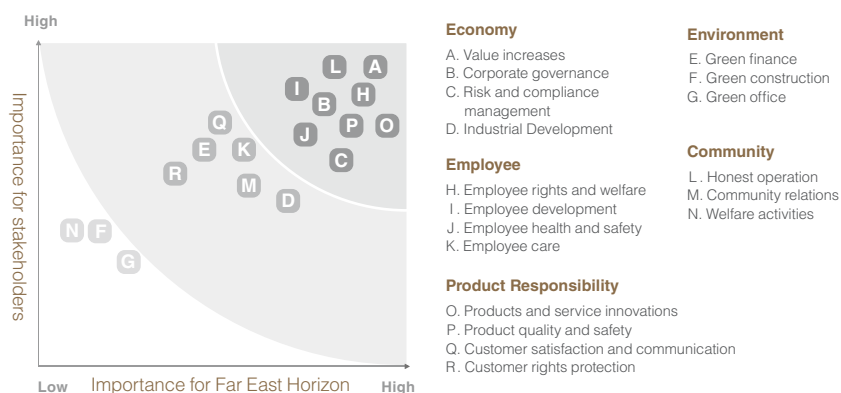 High
Importance for stakeholders
L A
I H
B
Q P O
J
E K C
R
M
D
N F
G
Low Importance for Far East Horizon High
Economy
A. Value increases
B. Corporate governance
C. Risk and compliance
management
D. Industrial Development
Employee
H. Employee rights and welfare
I. Employee development
J. Employee health and safety
K. Employee care
Product Responsibility
O. Products and service innovations
P. Product quality and safety
Q. Customer satisfaction and communication
R. Customer rights protection
Environment
E. Green finance
F. Green construction
G. Green office
Community
L. Honest operation
M. Community relations
N. Welfare activities